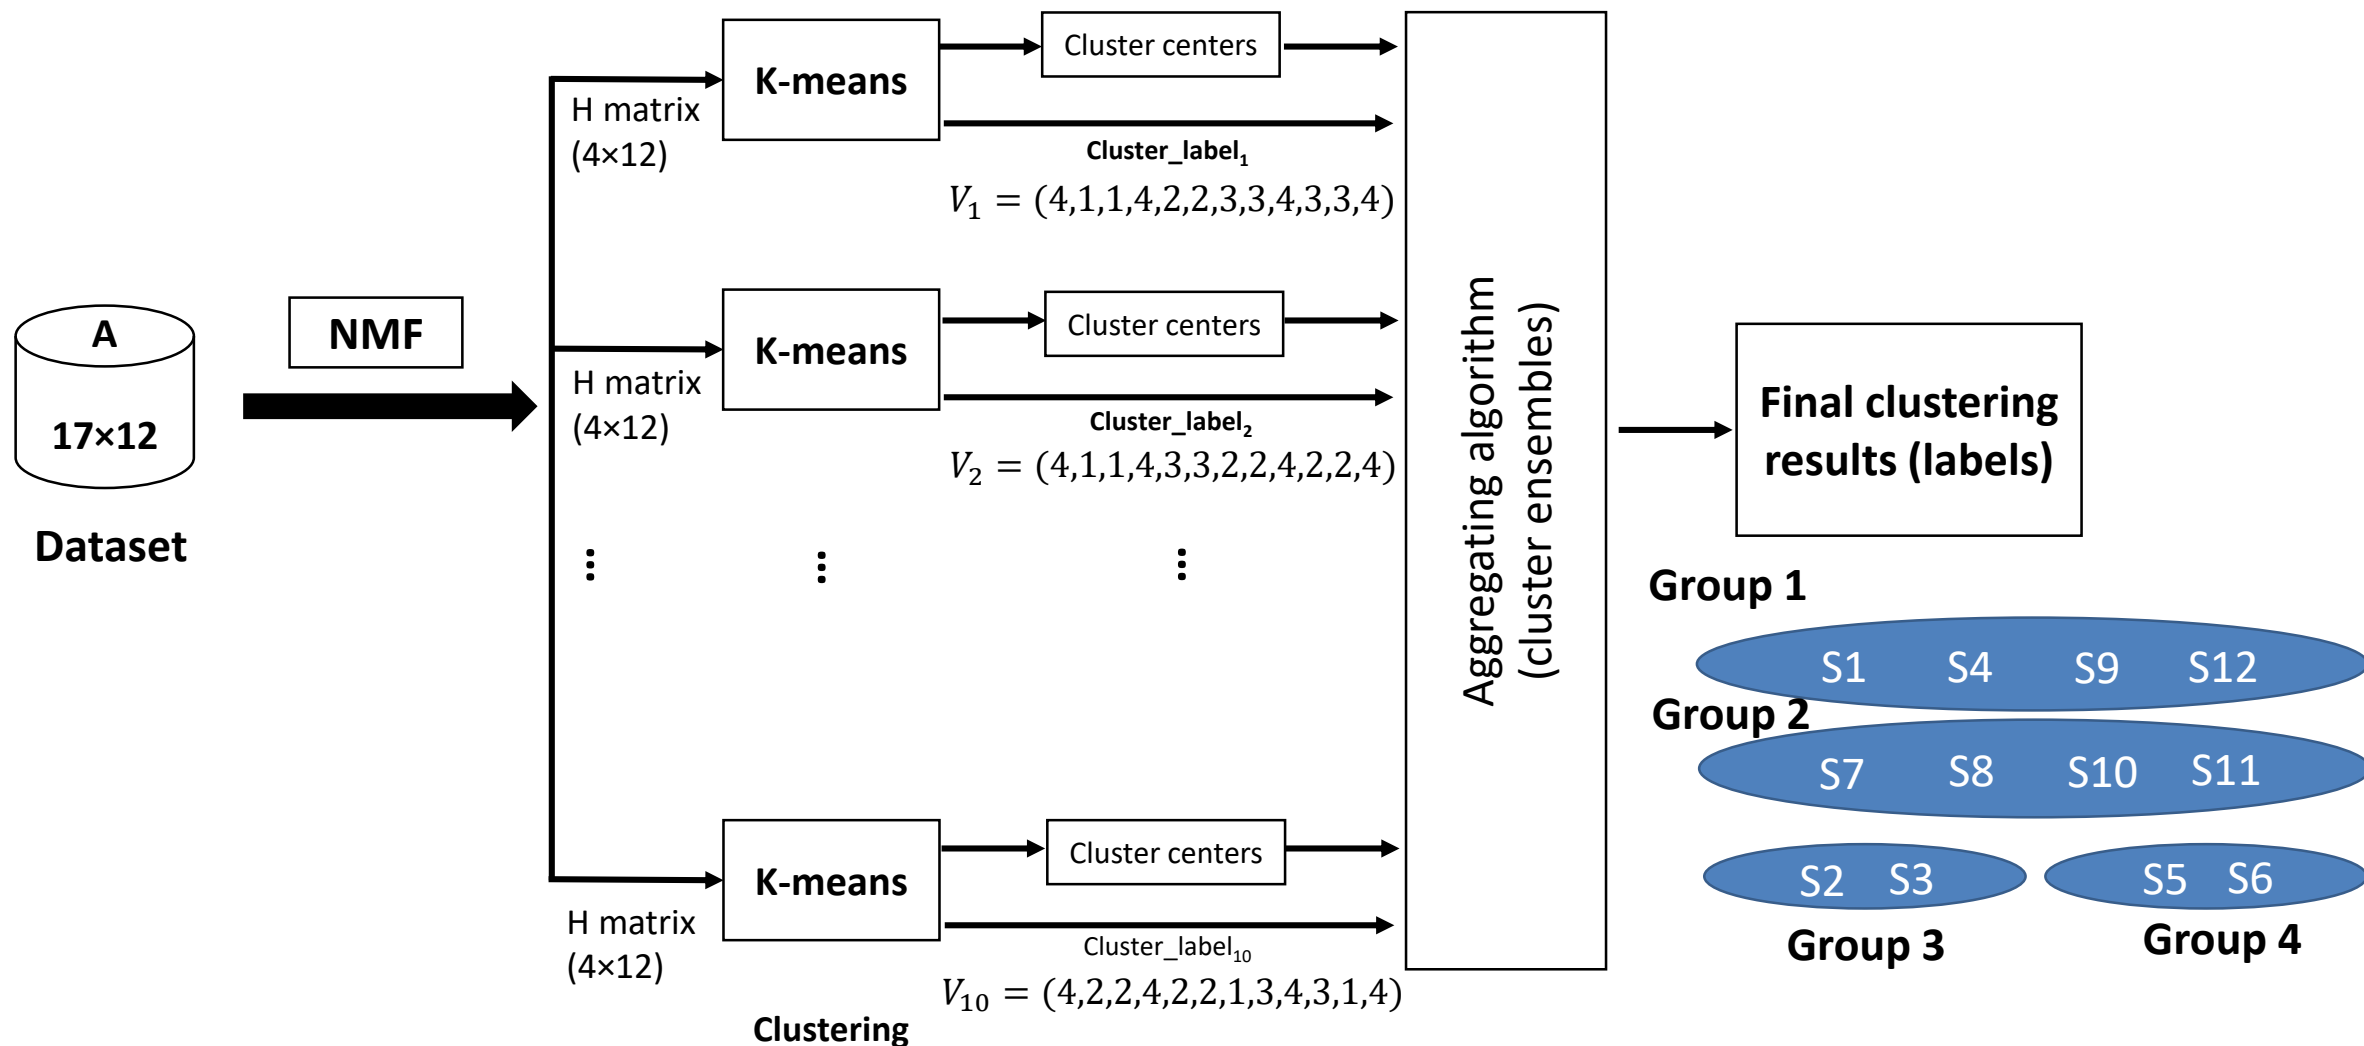 A
17×12
Dataset
NMF
H matrix
(4×12)
K-means
Cluster centers
Cluster_label₁
V₁ = (4,1,1,4,2,2,3,3,4,3,3,4)
H matrix
(4×12)
K-means
Cluster centers
Cluster_label₂
V₂ = (4,1,1,4,3,3,2,2,4,2,2,4)
H matrix
(4×12)
K-means
Cluster centers
Cluster_label₁₀
V₁₀ = (4,2,2,4,2,2,1,3,4,3,1,4)
Clustering
Aggregating algorithm
(cluster ensembles)
Final clustering
results (labels)
Group 1
S1 S4 S9 S12
Group 2
S7 S8 S10 S11
S2 S3
Group 3
S5 S6
Group 4